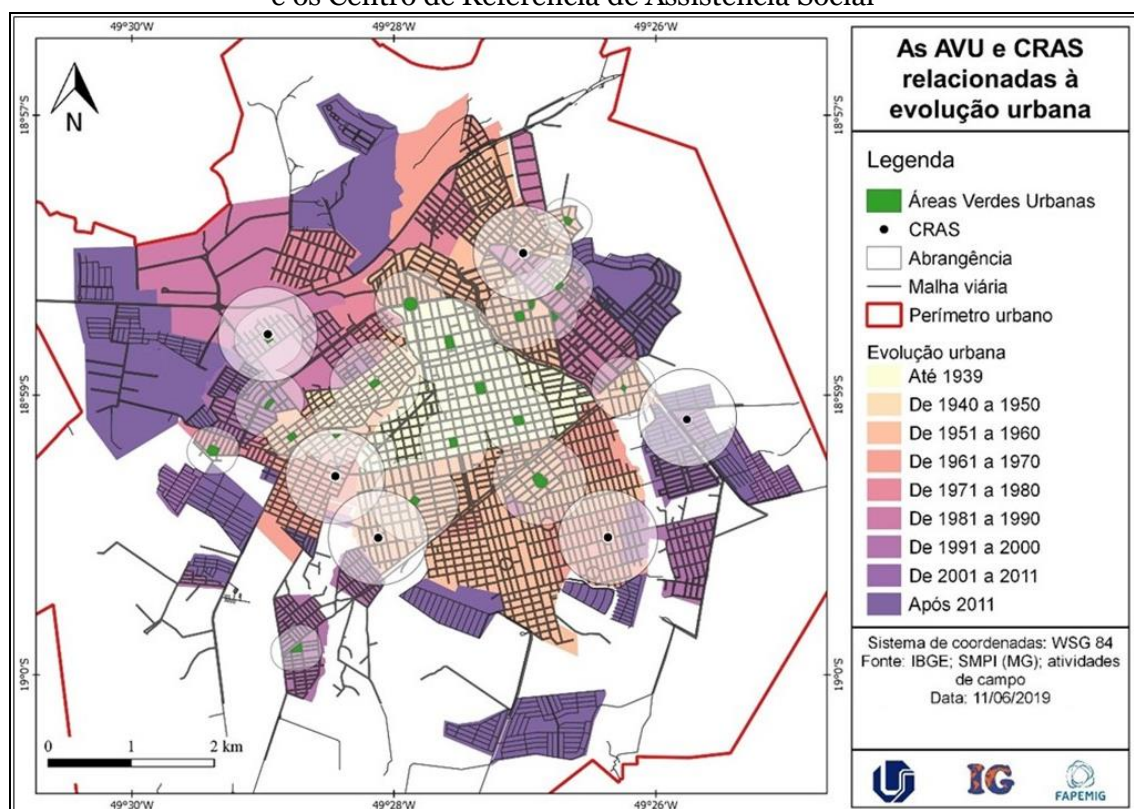 e os Centro de Referência de Assistência Social
49°30'W 49°28'W 49°26'W
18°57'S 18°57'S
N
18°59'S 18°59'S
19°0'S 19°0'S
0 1 2 km
49°30'W 49°28'W 49°26'W
As AVU e CRAS
relacionadas à
evolução urbana
Legenda
Áreas Verdes Urbanas
CRAS
Abrangência
Malha viária
Perímetro urbano
Evolução urbana
Até 1939
De 1940 a 1950
De 1951 a 1960
De 1961 a 1970
De 1971 a 1980
De 1981 a 1990
De 1991 a 2000
De 2001 a 2011
Após 2011
Sistema de coordenadas: WSG 84
Fonte: IBGE; SMPI (MG); atividades
de campo
Data: 11/06/2019
IG
FAPEMIG